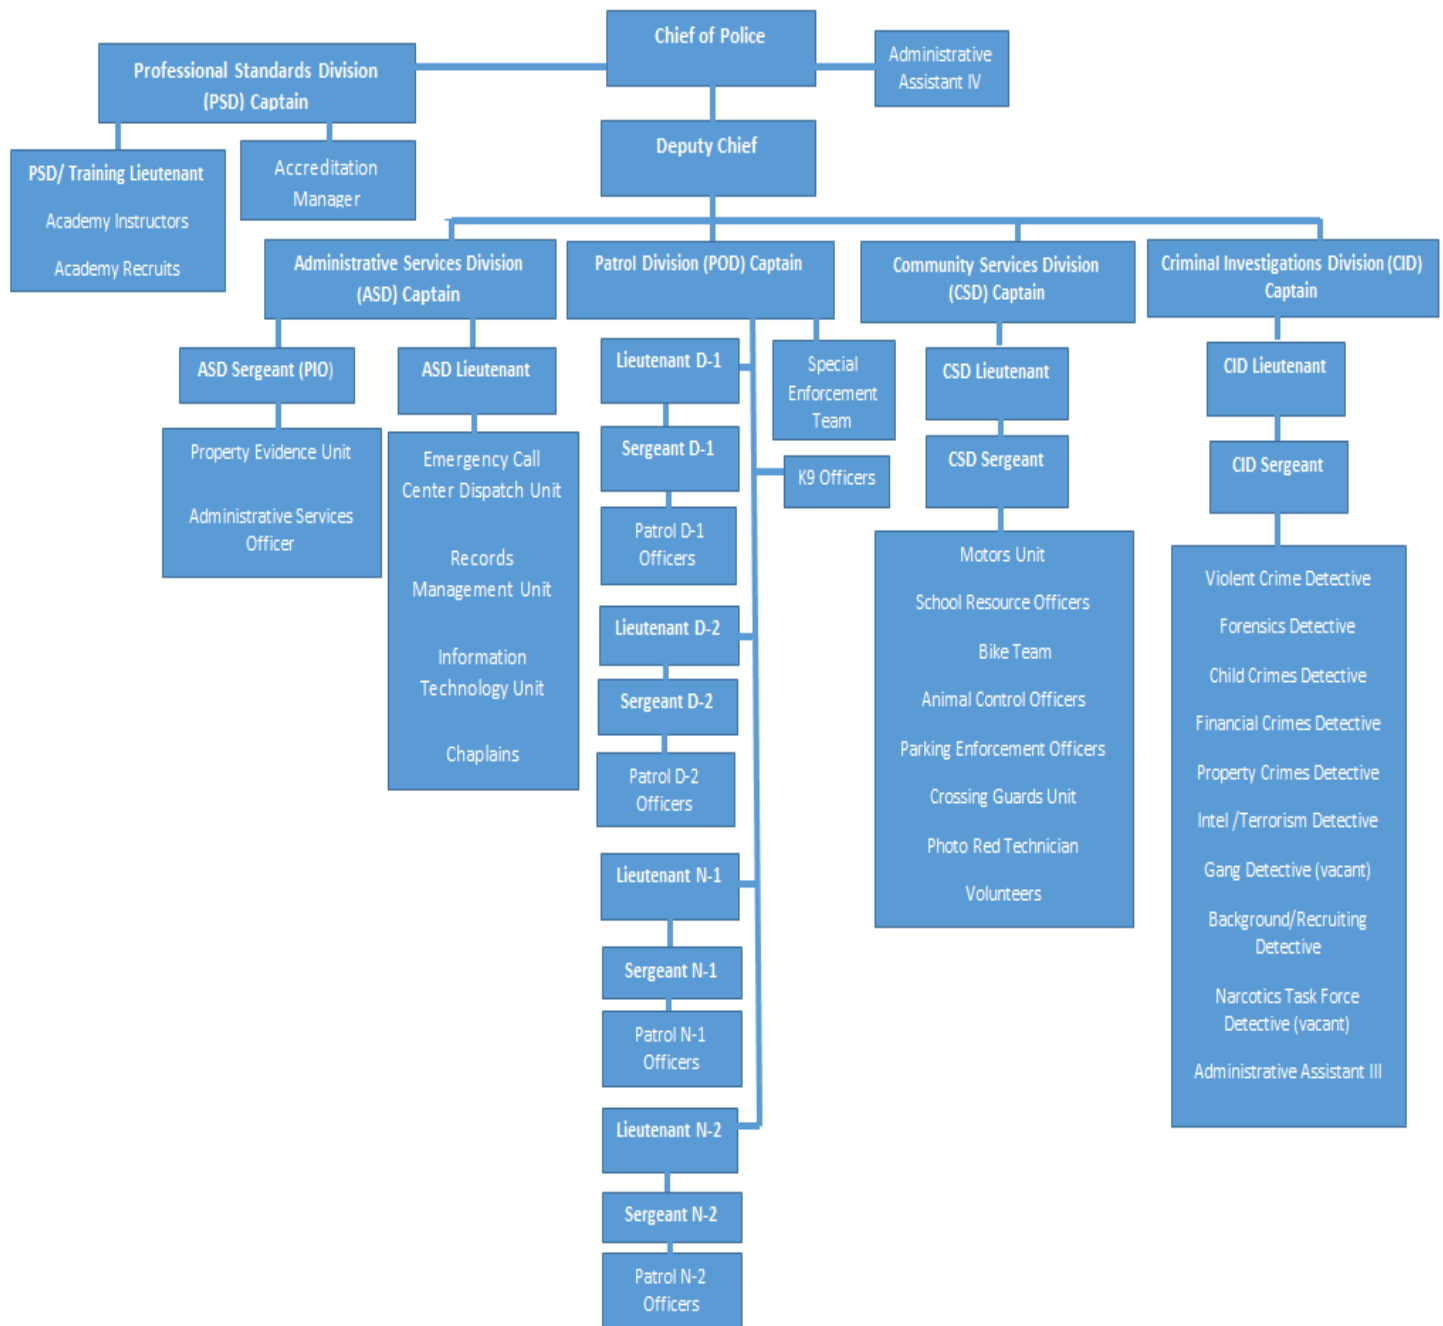 Chief of Police
Administrative
Assistant IV
Professional Standards Division
(PSD) Captain
Deputy Chief
PSD/ Training Lieutenant
Academy Instructors
Academy Recruits
Accreditation
Manager
Administrative Services Division
(ASD) Captain
Patrol Division (POD) Captain
Community Services Division
(CSD) Captain
Criminal Investigations Division (CID)
Captain
ASD Sergeant (PIO)
Property Evidence Unit
Administrative Services
Officer
ASD Lieutenant
Emergency Call
Center Dispatch Unit
Records
Management Unit
Information
Technology Unit
Chaplains
Lieutenant D-1
Sergeant D-1
Patrol D-1
Officers
Lieutenant D-2
Sergeant D-2
Patrol D-2
Officers
Lieutenant N-1
Sergeant N-1
Patrol N-1
Officers
Lieutenant N-2
Sergeant N-2
Patrol N-2
Officers
Special
Enforcement
Team
K9 Officers
CSD Lieutenant
CSD Sergeant
Motors Unit
School Resource Officers
Bike Team
Animal Control Officers
Parking Enforcement Officers
Crossing Guards Unit
Photo Red Technician
Volunteers
CID Lieutenant
CID Sergeant
Violent Crime Detective
Forensics Detective
Child Crimes Detective
Financial Crimes Detective
Property Crimes Detective
Intel /Terrorism Detective
Gang Detective (vacant)
Background/Recruiting
Detective
Narcotics Task Force
Detective (vacant)
Administrative Assistant III